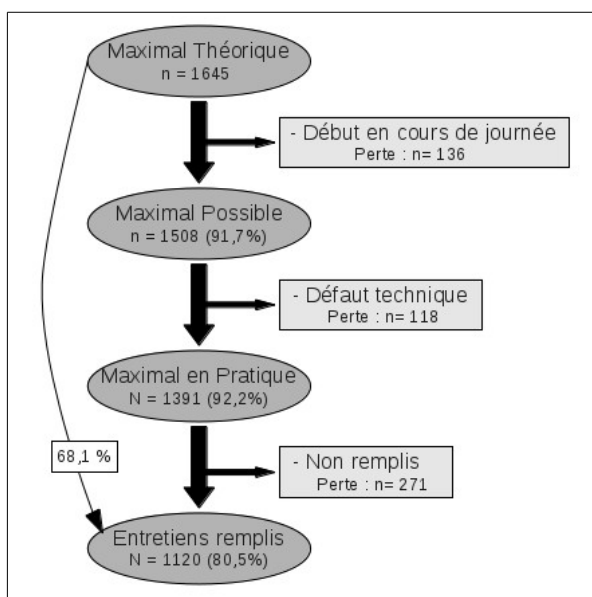 Maximal Théorique
n = 1645
- Début en cours de journée
Perte : n= 136
Maximal Possible
n = 1508 (91,7%)
- Défaut technique
Perte : n= 118
Maximal en Pratique
N = 1391 (92,2%)
68,1 %
- Non remplis
Perte : n= 271
Entretiens remplis
N = 1120 (80,5%)